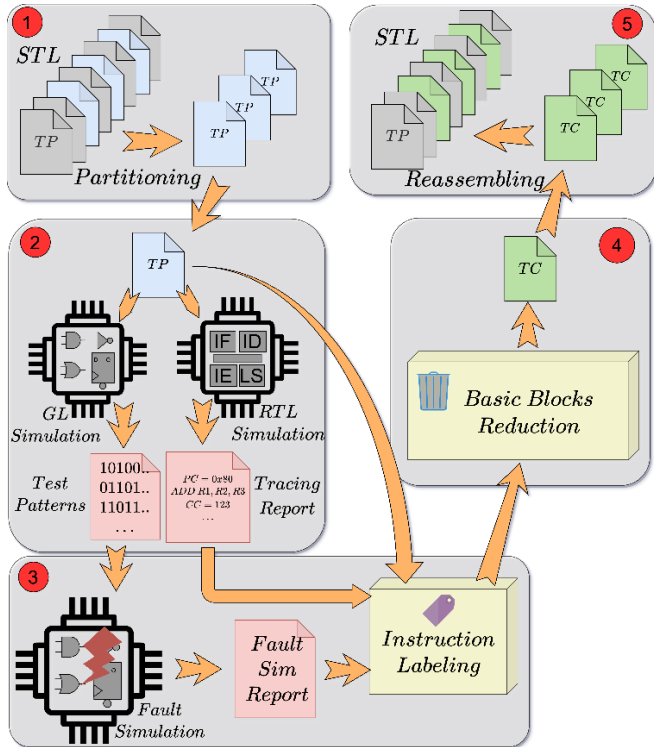 1
STL
TP
TP
TP
TP
Partitioning
5
STL
TP
TC
TC
TC
Reassembling
2
TP
IF ID
IE LS
GL
Simulation
RTL
Simulation
Test
Patterns
10100..
01101..
11011..
...
PC = 0x80
ADD R1, R2, R3
CC = 123
...
Tracing
Report
4
TC
Basic Blocks
Reduction
3
Fault
Simulation
Fault
Sim
Report
Instruction
Labeling